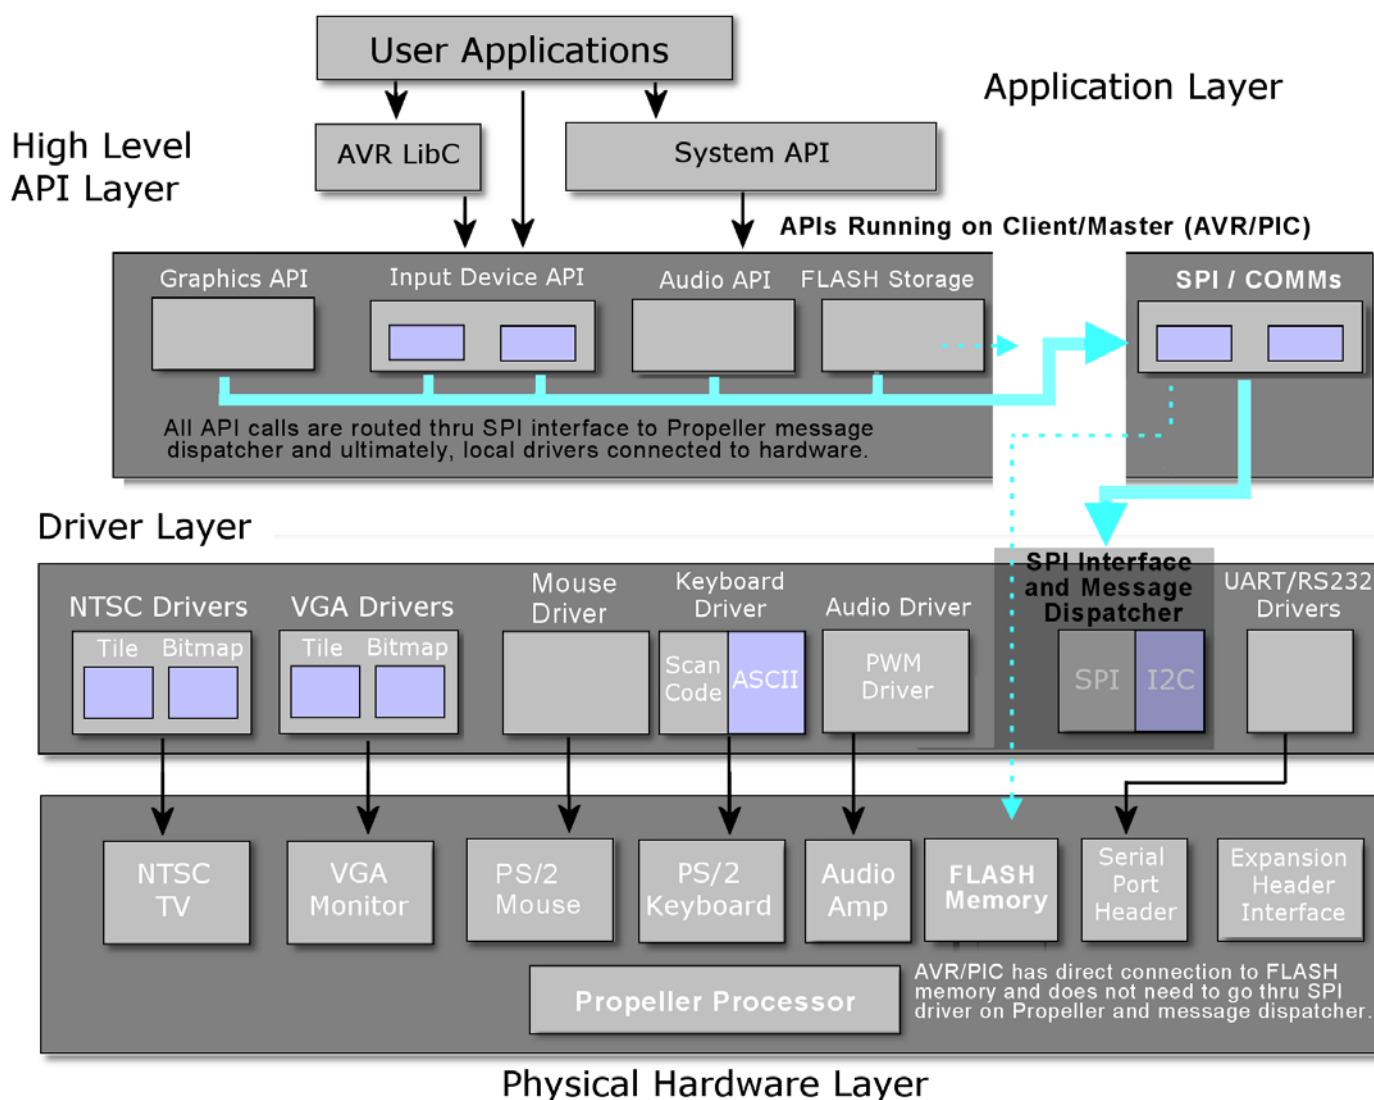 User Applications
Application Layer
High Level
API Layer
AVR LibC
System API
APIs Running on Client/Master (AVR/PIC)
Graphics API
Input Device API
Audio API
FLASH Storage
SPI / COMMs
All API calls are routed thru SPI interface to Propeller message
dispatcher and ultimately, local drivers connected to hardware.
Driver Layer
NTSC Drivers
Tile Bitmap
VGA Drivers
Tile Bitmap
Mouse
Driver
Keyboard
Driver
Scan
Code
ASCII
Audio Driver
PWM
Driver
SPI Interface
and Message
Dispatcher
SPI I2C
UART/RS232
Drivers
NTSC
TV
VGA
Monitor
PS/2
Mouse
PS/2
Keyboard
Audio
Amp
FLASH
Memory
Serial
Port
Header
Expansion
Header
Interface
Propeller Processor
AVR/PIC has direct connection to FLASH
memory and does not need to go thru SPI
driver on Propeller and message dispatcher.
Physical Hardware Layer